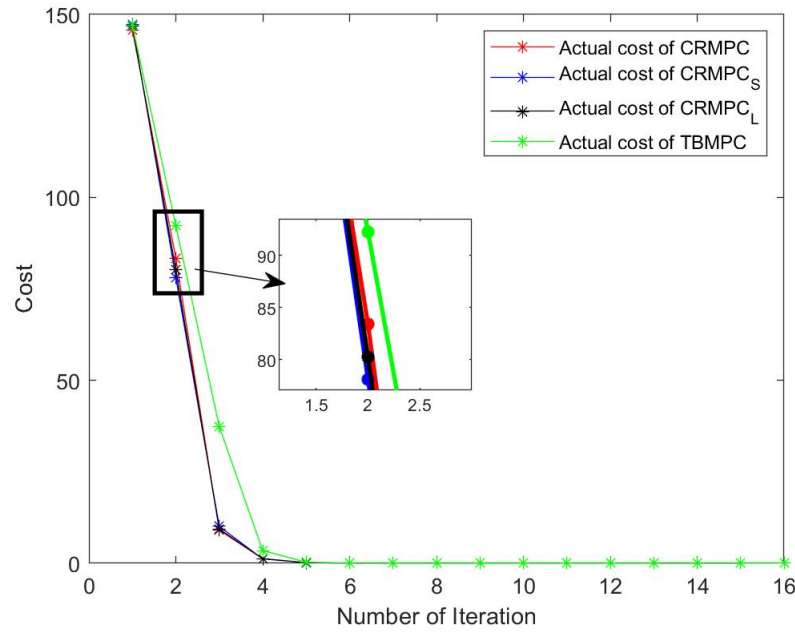 150
Actual cost of CRMPC
Actual cost of CRMPC_S
Actual cost of CRMPC_L
Actual cost of TBMPC
100
90
85
80
1.5 2 2.5
50
0
Cost
0 2 4 6 8 10 12 14 16
Number of Iteration